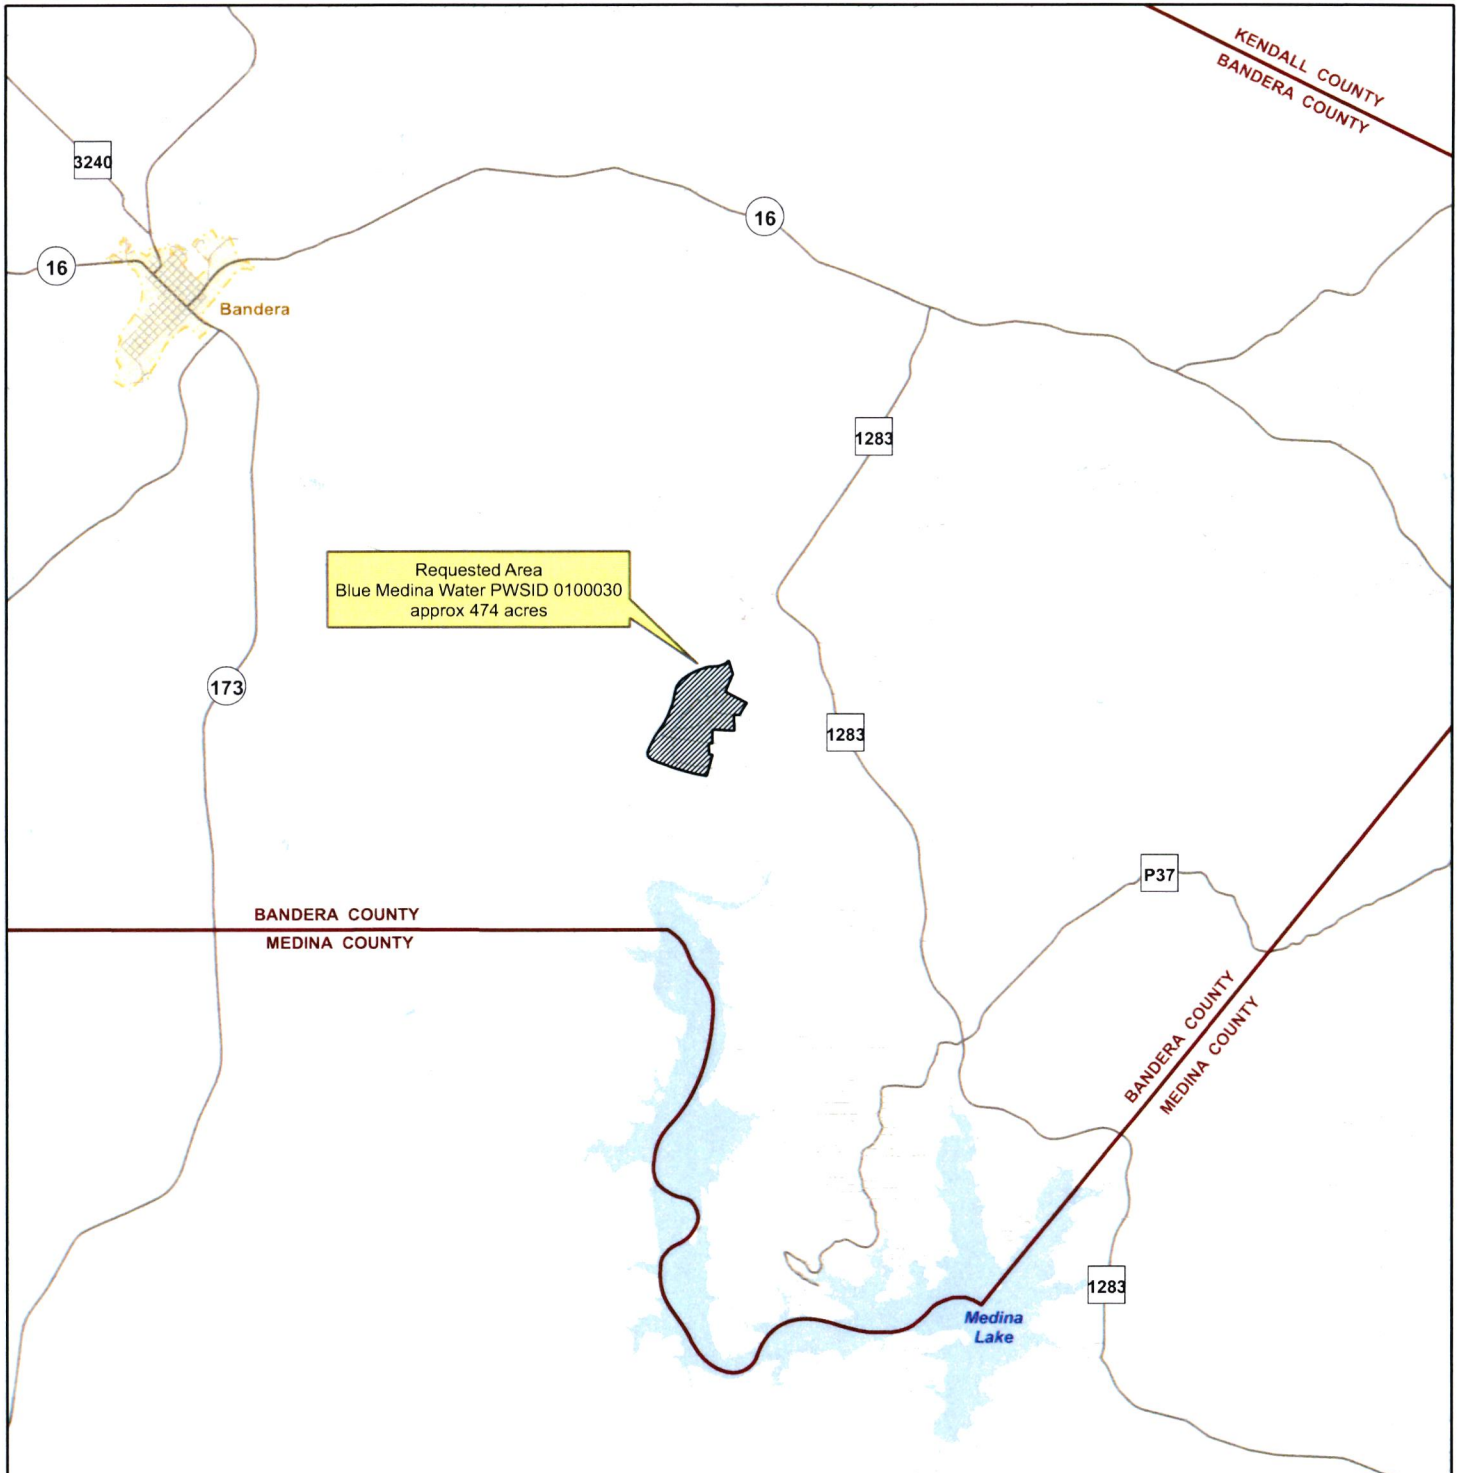 KENDALL COUNTY
BANDERA COUNTY
3240
16
16
Bandera
1283
Requested Area
Blue Medina Water PWSID 0100030
approx 474 acres
173
1283
P37
BANDERA COUNTY
MEDINA COUNTY
BANDERA COUNTY
MEDINA COUNTY
1283
Medina
Lake